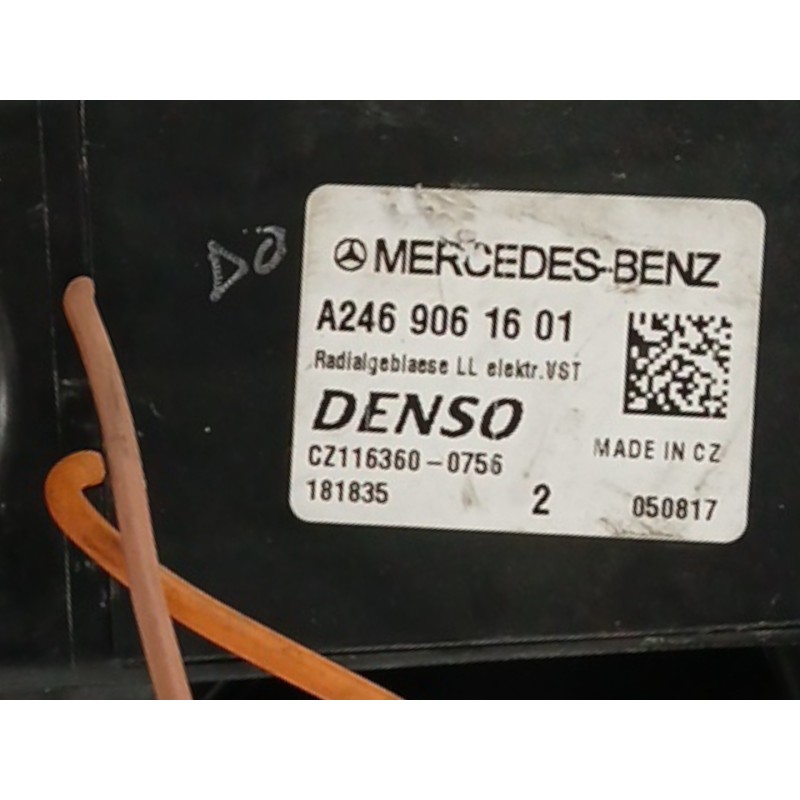 MERCEDES-BENZ
A246 906 16 01
Radialgeblaese LL elektr.VST
DENSO
MADE IN CZ
CZ116360-0756
181835
2
050817